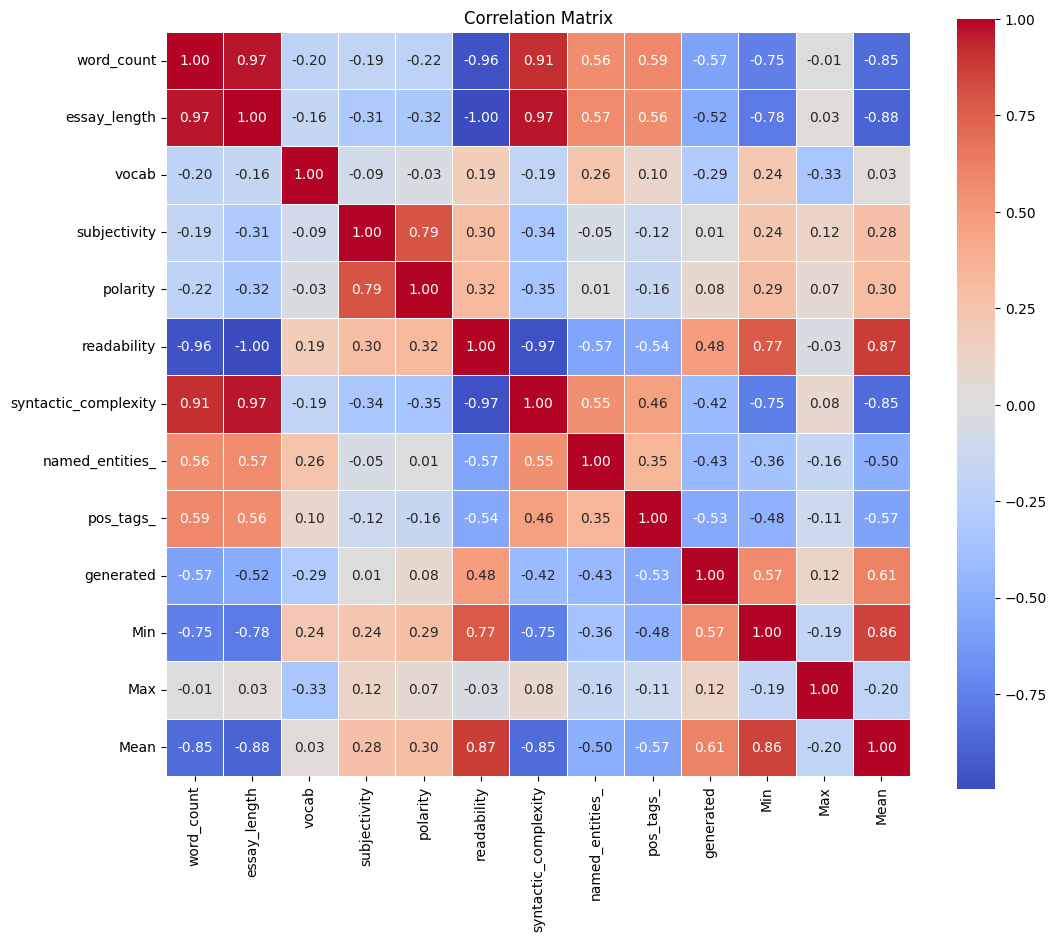 Correlation Matrix
word_count 1.00 0.97 -0.20 -0.19 -0.22 -0.96 0.91 0.56 0.59 -0.57 -0.75 -0.01 -0.85
essay_length 0.97 1.00 -0.16 -0.31 -0.32 -1.00 0.97 0.57 0.56 -0.52 -0.78 0.03 -0.88
vocab -0.20 -0.16 1.00 -0.09 -0.03 0.19 -0.19 0.26 0.10 -0.29 0.24 -0.33 0.03
subjectivity -0.19 -0.31 -0.09 1.00 0.79 0.30 -0.34 -0.05 -0.12 0.01 0.24 0.12 0.28
polarity -0.22 -0.32 -0.03 0.79 1.00 0.32 -0.35 0.01 -0.16 0.08 0.29 0.07 0.30
readability -0.96 -1.00 0.19 0.30 0.32 1.00 -0.97 -0.57 -0.54 0.48 0.77 -0.03 0.87
syntactic_complexity 0.91 0.97 -0.19 -0.34 -0.35 -0.97 1.00 0.55 0.46 -0.42 -0.75 0.08 -0.85
named_entities_ 0.56 0.57 0.26 -0.05 0.01 -0.57 0.55 1.00 0.35 -0.43 -0.36 -0.16 -0.50
pos_tags_ 0.59 0.56 0.10 -0.12 -0.16 -0.54 0.46 0.35 1.00 -0.53 -0.48 -0.11 -0.57
generated -0.57 -0.52 -0.29 0.01 0.08 0.48 -0.42 -0.43 -0.53 1.00 0.57 0.12 0.61
Min -0.75 -0.78 0.24 0.24 0.29 0.77 -0.75 -0.36 -0.48 0.57 1.00 -0.19 0.86
Max -0.01 0.03 -0.33 0.12 0.07 -0.03 0.08 -0.16 -0.11 0.12 -0.19 1.00 -0.20
Mean -0.85 -0.88 0.03 0.28 0.30 0.87 -0.85 -0.50 -0.57 0.61 0.86 -0.20 1.00
word_count
essay_length
vocab
subjectivity
polarity
readability
syntactic_complexity
named_entities_
pos_tags_
generated
Min
Max
Mean
1.00
0.75
0.50
0.25
0.00
−0.25
−0.50
−0.75